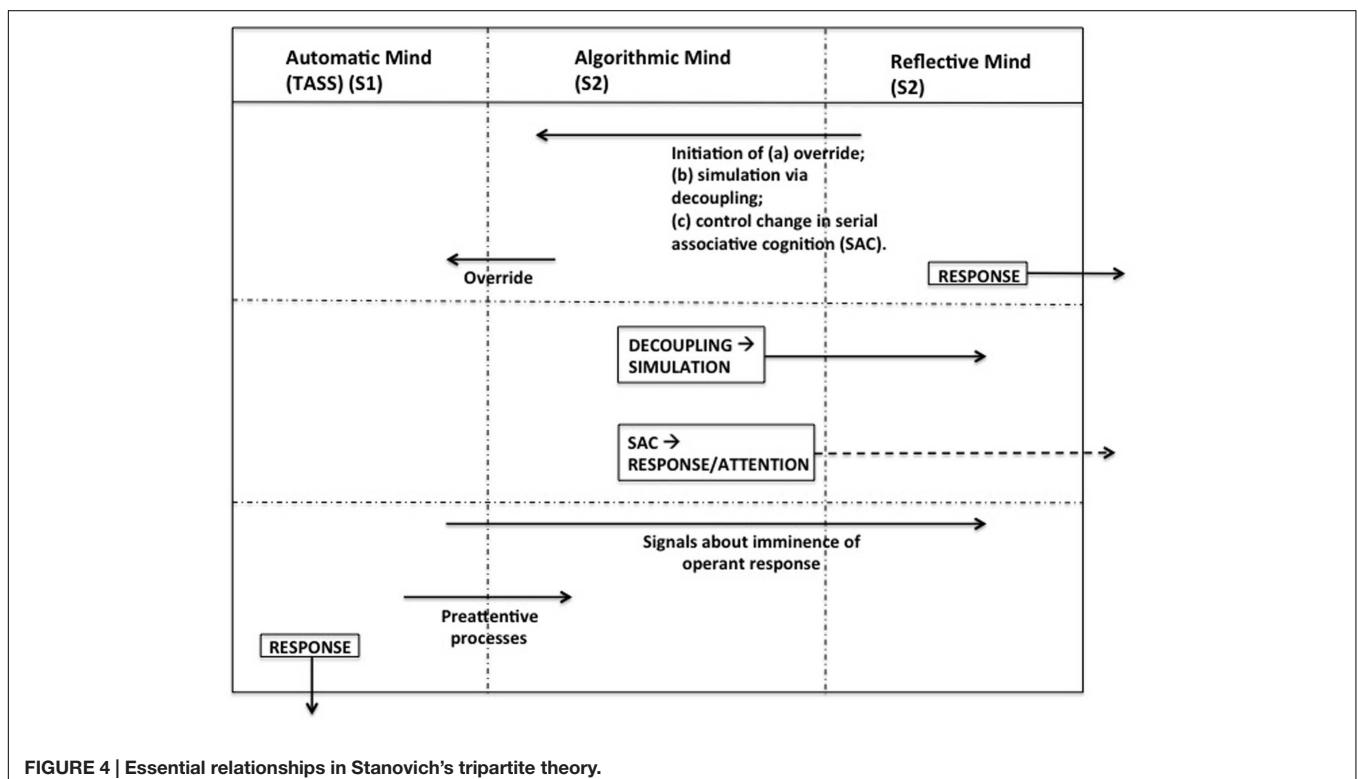 Automatic Mind
(TASS) (S1)
Algorithmic Mind
(S2)
Reflective Mind
(S2)
Initiation of (a) override;
(b) simulation via
decoupling;
(c) control change in serial
associative cognition (SAC).
Override
RESPONSE
DECOUPLING →
SIMULATION
SAC →
RESPONSE/ATTENTION
Signals about imminence of
operant response
Preattentive
processes
RESPONSE
FIGURE 4 | Essential relationships in Stanovich's tripartite theory.